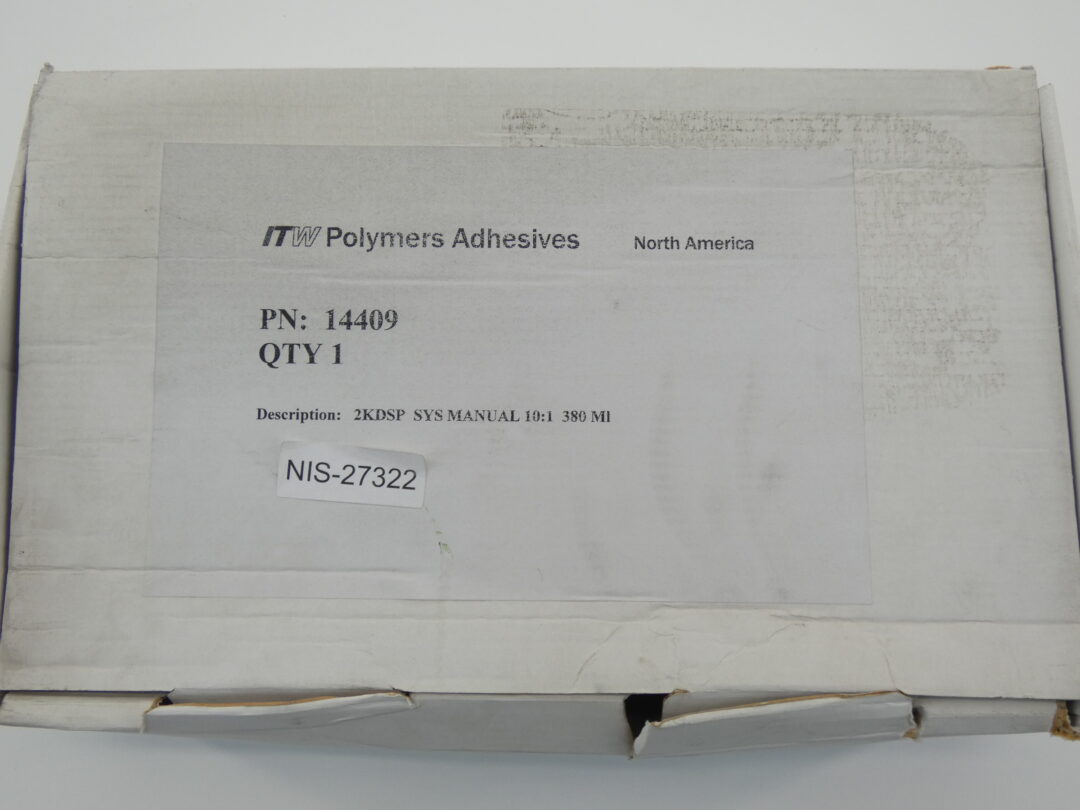 ITW Polymers Adhesives North America
PN: 14409
QTY 1
Description: 2KDSP SYS MANUAL 10:1 380 Ml
NIS-27322